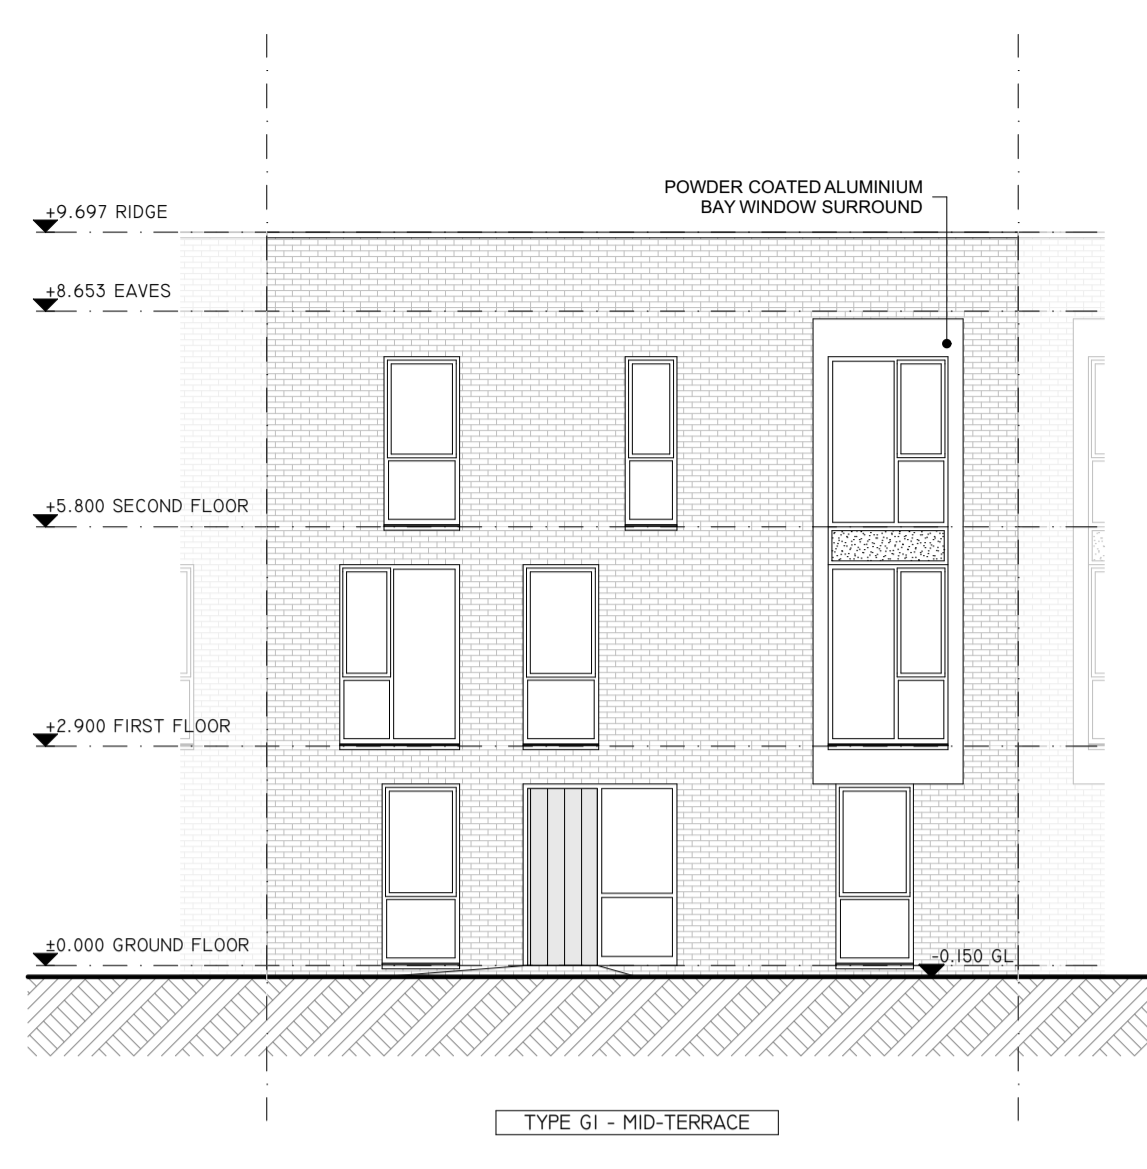 POWDER COATED ALUMINIUM
BAY WINDOW SURROUND
+9.697 RIDGE
+8.653 EAVES
+5.800 SECOND FLOOR
+2.900 FIRST FLOOR
±0.000 GROUND FLOOR
-0.150 GL
TYPE G1 - MID-TERRACE